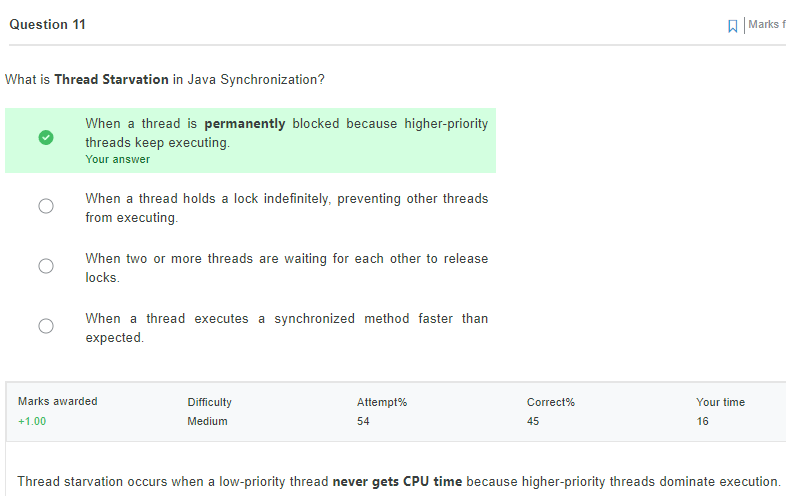 Question 11
Marks f
What is Thread Starvation in Java Synchronization?
When a thread is permanently blocked because higher-priority
threads keep executing.
Your answer
When a thread holds a lock indefinitely, preventing other threads
from executing.
When two or more threads are waiting for each other to release
locks.
When a thread executes a synchronized method faster than
expected.
Marks awarded Difficulty Attempt% Correct% Your time
+1.00 Medium 54 45 16
Thread starvation occurs when a low-priority thread never gets CPU time because higher-priority threads dominate execution.